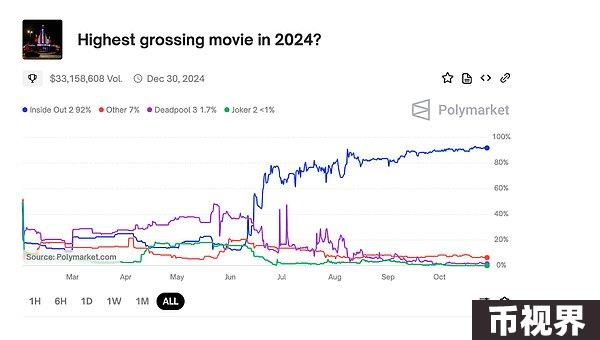 Highest grossing movie in 2024?
$33,158,608 Vol. Dec 30, 2024
Inside Out 2 92% Other 7% Deadpool 3 1.7% Joker 2 <1%
Polymarket
100%
80%
60%
40%
20%
0%
Source: Polymarket.com
Mar Apr May Jun Jul Aug Sep Oct
1H 6H 1D 1W 1M ALL
币视界